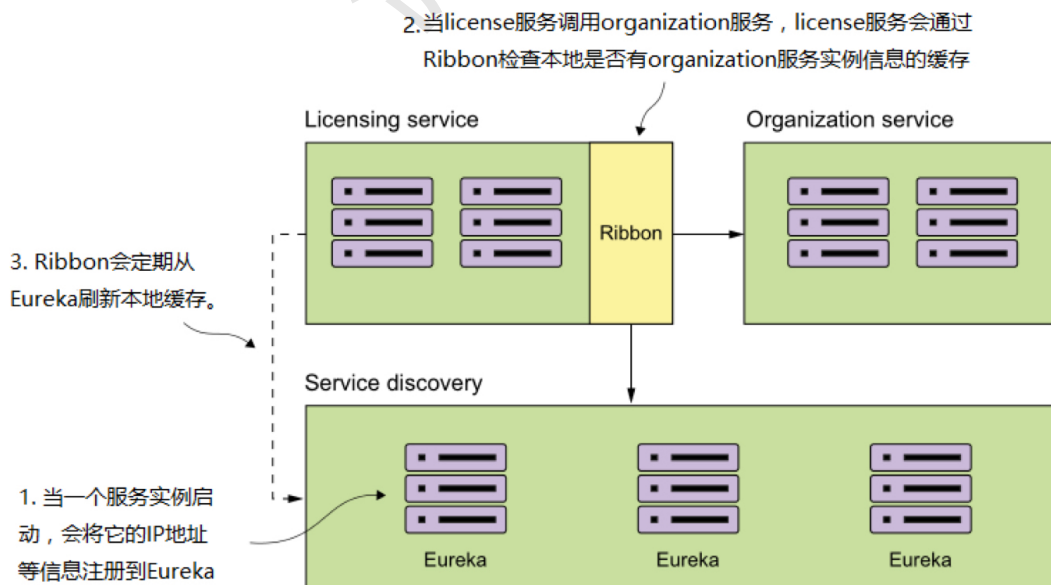 2.当license服务调用organization服务，license服务会通过
Ribbon检查本地是否有organization服务实例信息的缓存
Licensing service
Organization service
Ribbon
3. Ribbon会定期从
Eureka刷新本地缓存。
Service discovery
1. 当一个服务实例启
动，会将它的IP地址
等信息注册到Eureka
Eureka
Eureka
Eureka